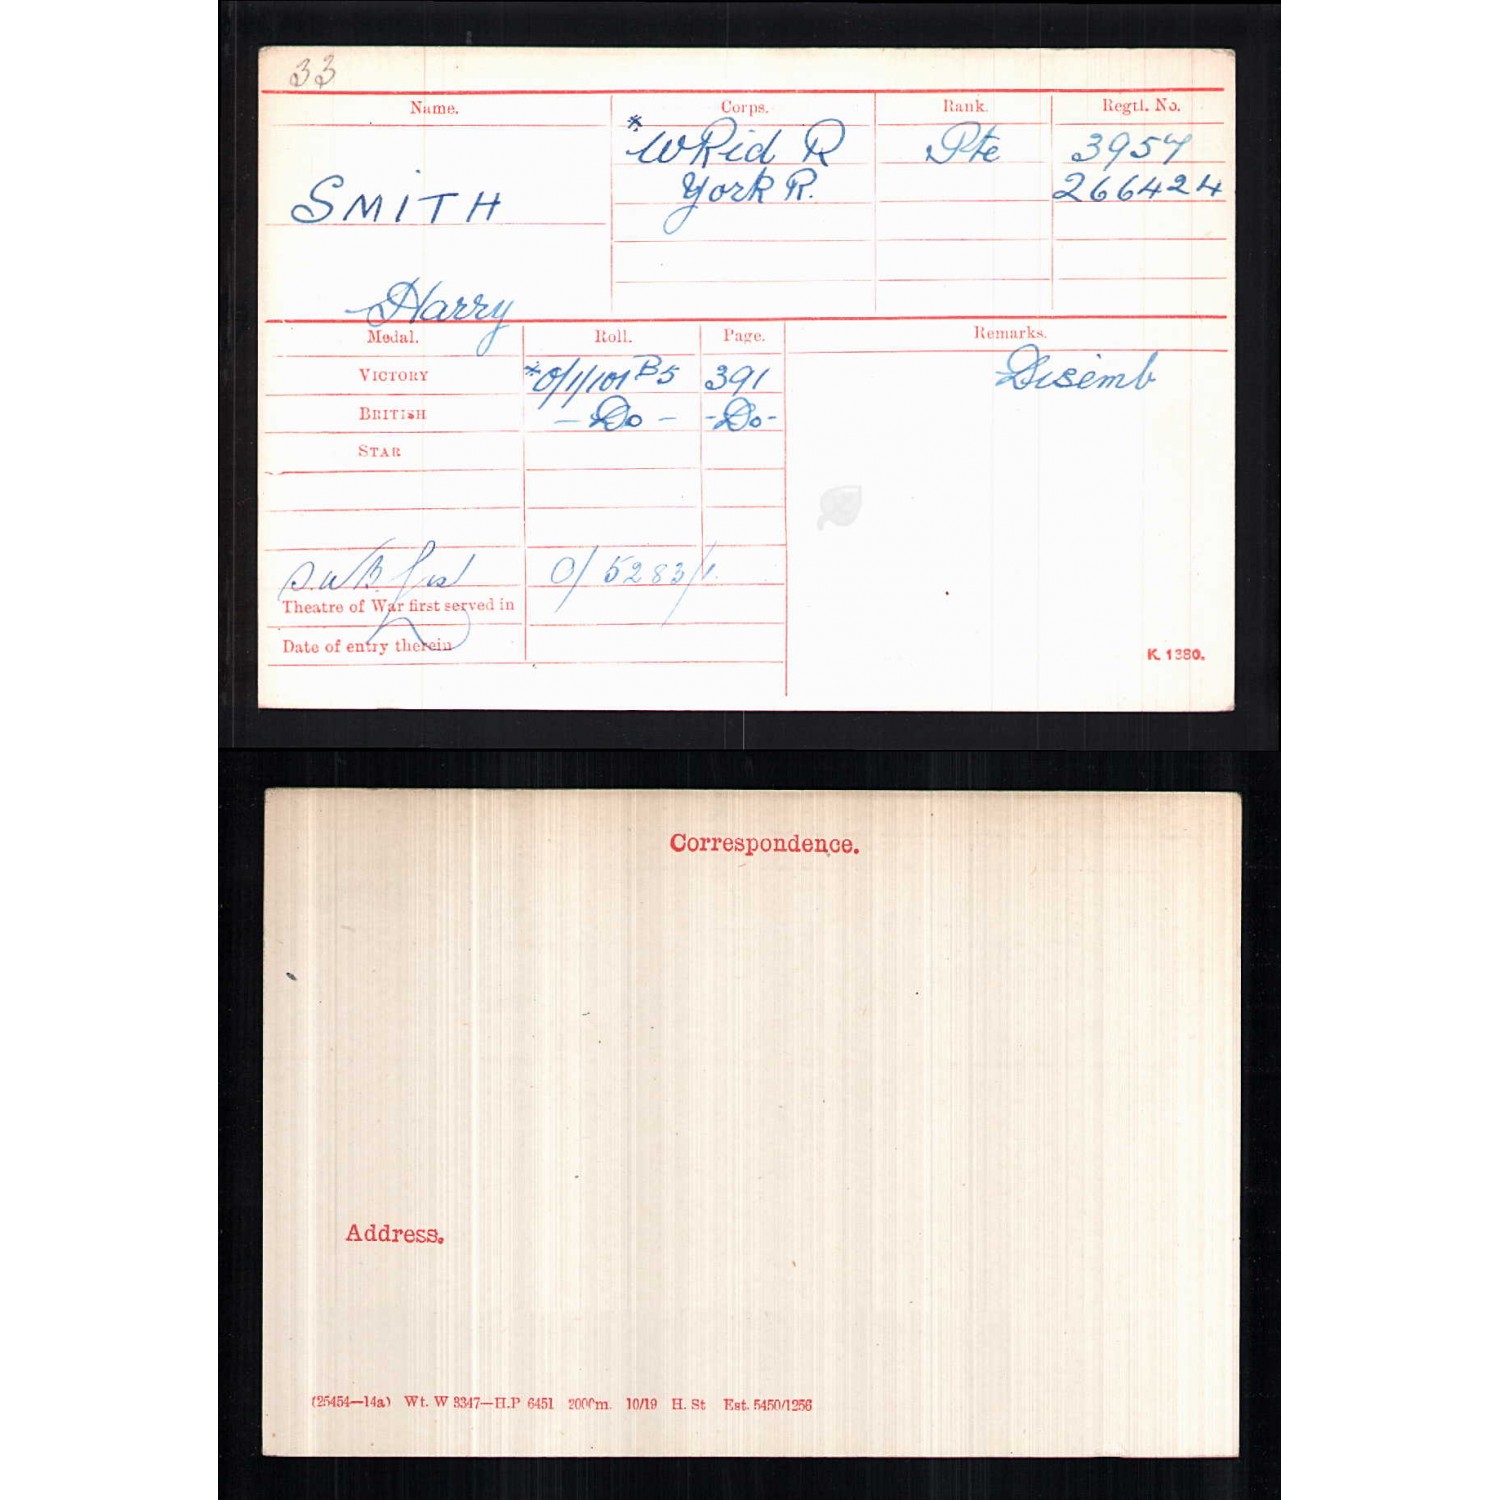 33
Name. Corps. Rank. Regtl. No.
*
W Rid R Pte 3957
SMITH York R. 266424
Harry
Medal. Roll. Page. Remarks.
VICTORY *O/1/101 B5 391 Disemb
BRITISH - Do - - Do -
STAR
S.W.B. List O/5283/1.
Theatre of War first served in
Date of entry therein
K. 1380.
Correspondence.
Address.
(25454—14a) Wt. W 3347—H.P 6451 2000m. 10/19 H. St Est. 5450/1256